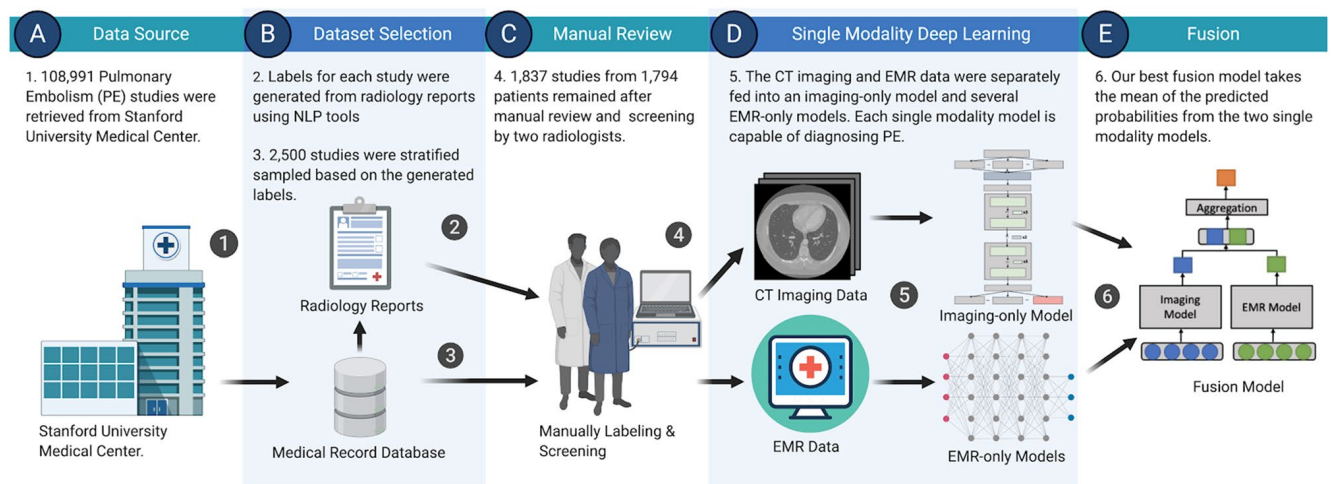 A Data Source
1. 108,991 Pulmonary
Embolism (PE) studies were
retrieved from Stanford
University Medical Center.
1
Stanford University
Medical Center.
B Dataset Selection
2. Labels for each study were
generated from radiology reports
using NLP tools
3. 2,500 studies were stratified
sampled based on the generated
labels.
2
Radiology Reports
3
Medical Record Database
C Manual Review
4. 1,837 studies from 1,794
patients remained after
manual review and screening
by two radiologists.
4
Manually Labeling &
Screening
D Single Modality Deep Learning
5. The CT imaging and EMR data were separately
fed into an imaging-only model and several
EMR-only models. Each single modality model is
capable of diagnosing PE.
CT Imaging Data
5
Imaging-only Model
EMR Data
EMR-only Models
E Fusion
6. Our best fusion model takes
the mean of the predicted
probabilities from the two single
modality models.
Aggregation
6
Imaging
Model
EMR Model
Fusion Model